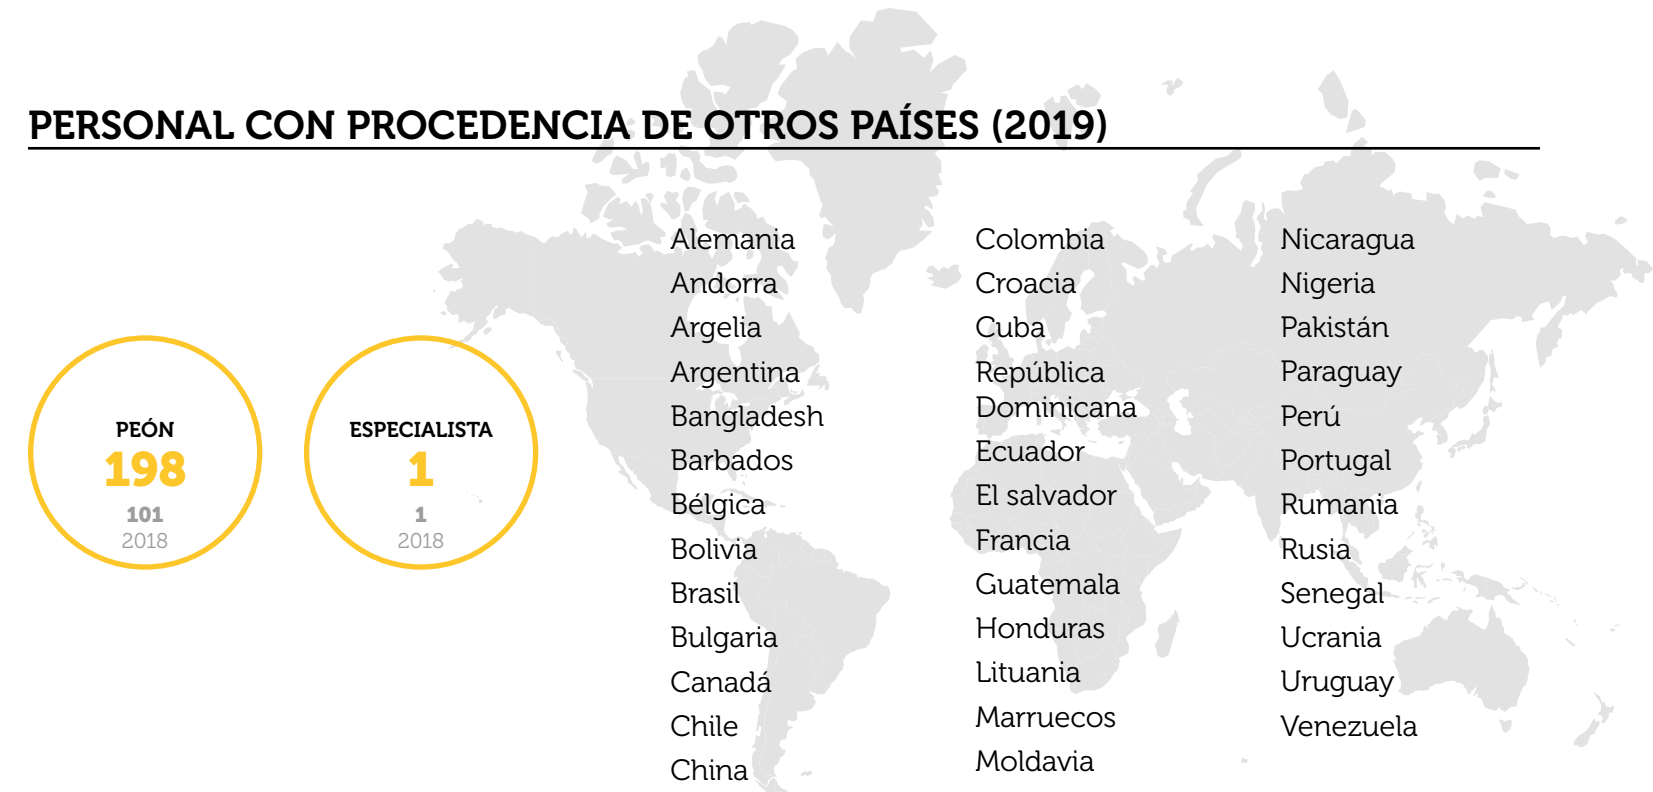 PERSONAL CON PROCEDENCIA DE OTROS PAÍSES (2019)
PEÓN
198
101
2018
ESPECIALISTA
1
1
2018
Alemania
Andorra
Argelia
Argentina
Bangladesh
Barbados
Bélgica
Bolivia
Brasil
Bulgaria
Canadá
Chile
China
Colombia
Croacia
Cuba
República
Dominicana
Ecuador
El salvador
Francia
Guatemala
Honduras
Lituania
Marruecos
Moldavia
Nicaragua
Nigeria
Pakistán
Paraguay
Perú
Portugal
Rumania
Rusia
Senegal
Ucrania
Uruguay
Venezuela